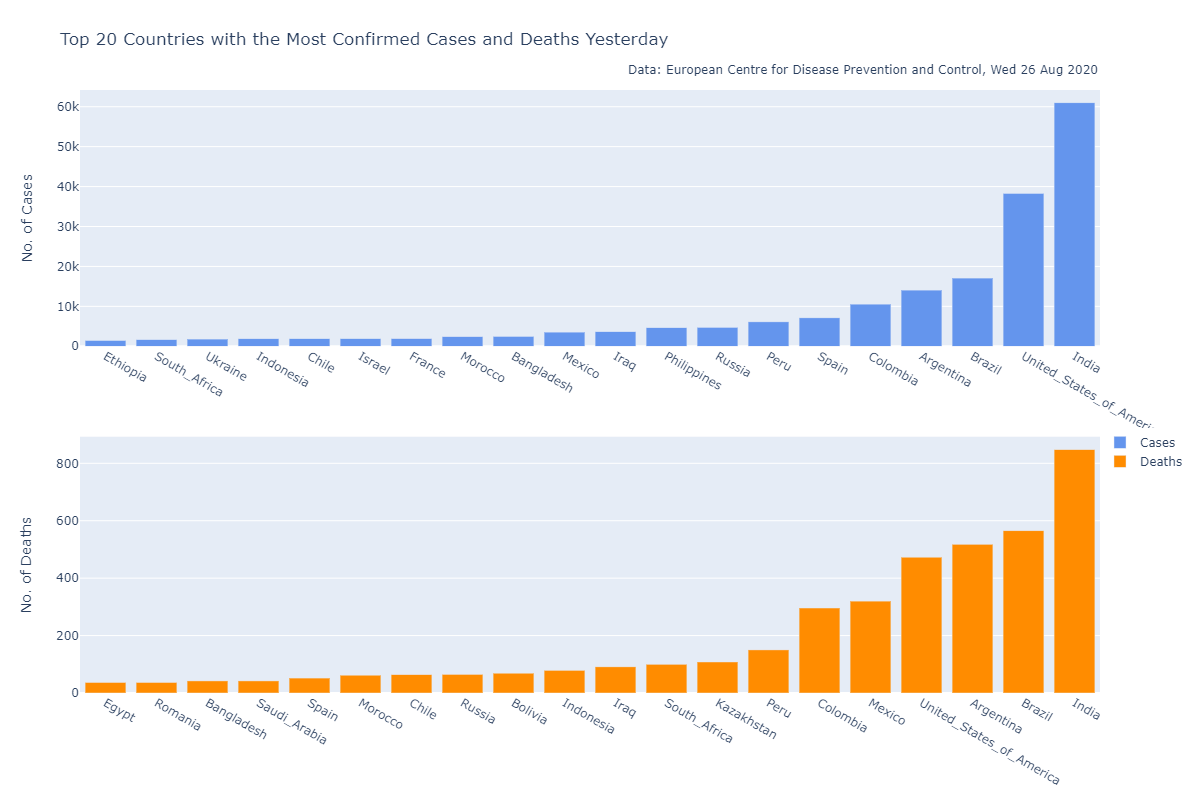 Top 20 Countries with the Most Confirmed Cases and Deaths Yesterday
Data: European Centre for Disease Prevention and Control, Wed 26 Aug 2020
No. of Cases
60k
50k
40k
30k
20k
10k
0
Ethiopia
South_Africa
Ukraine
Indonesia
Chile
Israel
France
Morocco
Bangladesh
Mexico
Iraq
Philippines
Russia
Peru
Spain
Colombia
Argentina
Brazil
United_States_of_Ameri
India
Cases
Deaths
No. of Deaths
800
600
400
200
0
Egypt
Romania
Bangladesh
Saudi_Arabia
Spain
Morocco
Chile
Russia
Bolivia
Indonesia
Iraq
South_Africa
Kazakhstan
Peru
Colombia
Mexico
United_States_of_America
Argentina
Brazil
India